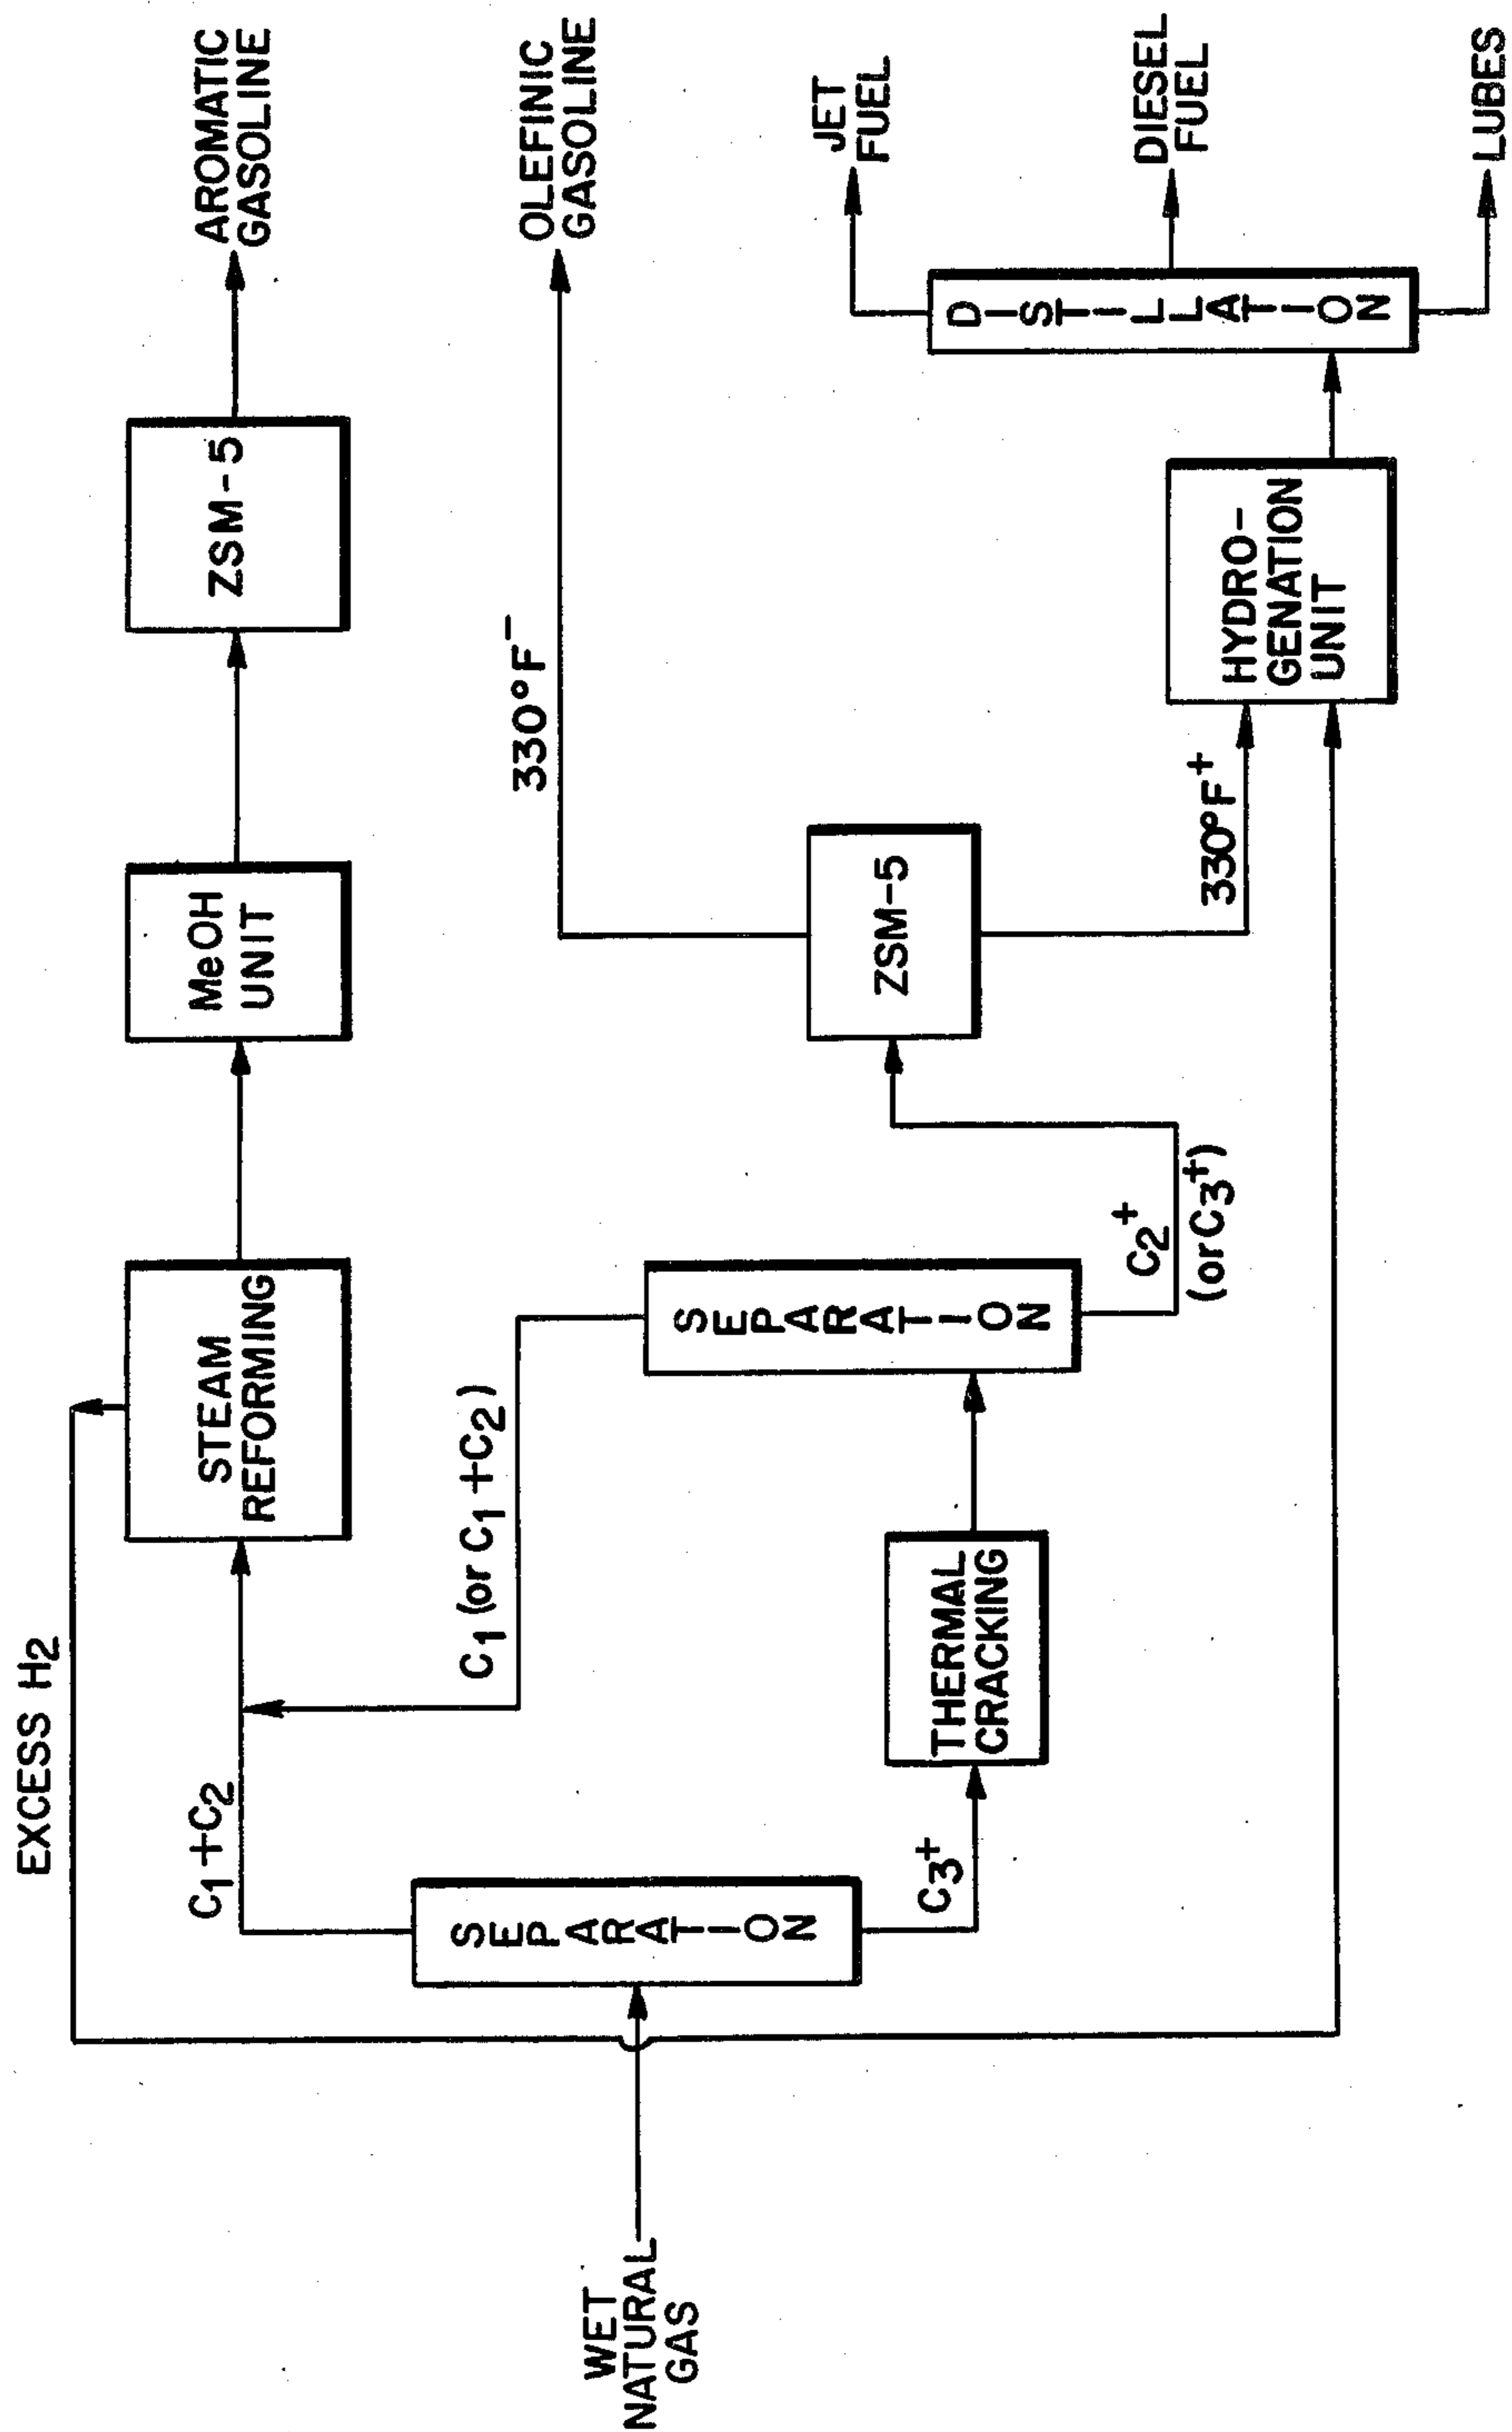 EXCESS H2
C1+C2
STEAM
REFORMING
MeOH
UNIT
ZSM-5
AROMATIC
GASOLINE
C1 (or C1+C2)
330°F-
OLEFINIC
GASOLINE
WET
NATURAL
GAS
SEPARATION
C3+
THERMAL
CRACKING
SEPARATION
C2+
(or C3+)
ZSM-5
330°F+
HYDRO-
GENATION
UNIT
DISTILLATION
JET
FUEL
DIESEL
FUEL
LUBES